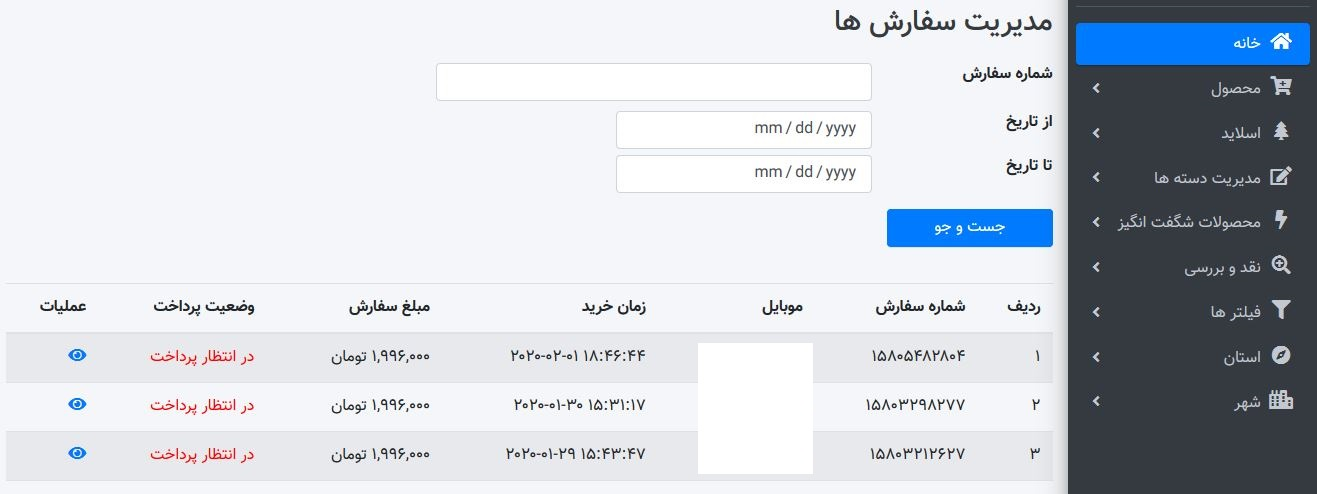 خانه
محصول
اسلاید
مدیریت دسته ها
محصولات شگفت انگیز
نقد و بررسی
فیلتر ها
استان
شهر
مدیریت سفارش ها
شماره سفارش
از تاریخ
mm / dd / yyyy
تا تاریخ
mm / dd / yyyy
جست و جو
ردیف شماره سفارش موبایل زمان خرید مبلغ سفارش وضعیت پرداخت عملیات
۱ ۱۵۸۰۵۴۸۲۸۰۴ ۲۰۲۰-۰۲-۰۱ ۱۸:۴۶:۴۴ ۱,۹۹۶,۰۰۰ تومان در انتظار پرداخت
۲ ۱۵۸۰۳۲۹۸۲۷۷ ۲۰۲۰-۰۱-۳۰ ۱۵:۳۱:۱۷ ۱,۹۹۶,۰۰۰ تومان در انتظار پرداخت
۳ ۱۵۸۰۳۲۱۲۶۲۷ ۲۰۲۰-۰۱-۲۹ ۱۵:۴۳:۴۷ ۱,۹۹۶,۰۰۰ تومان در انتظار پرداخت